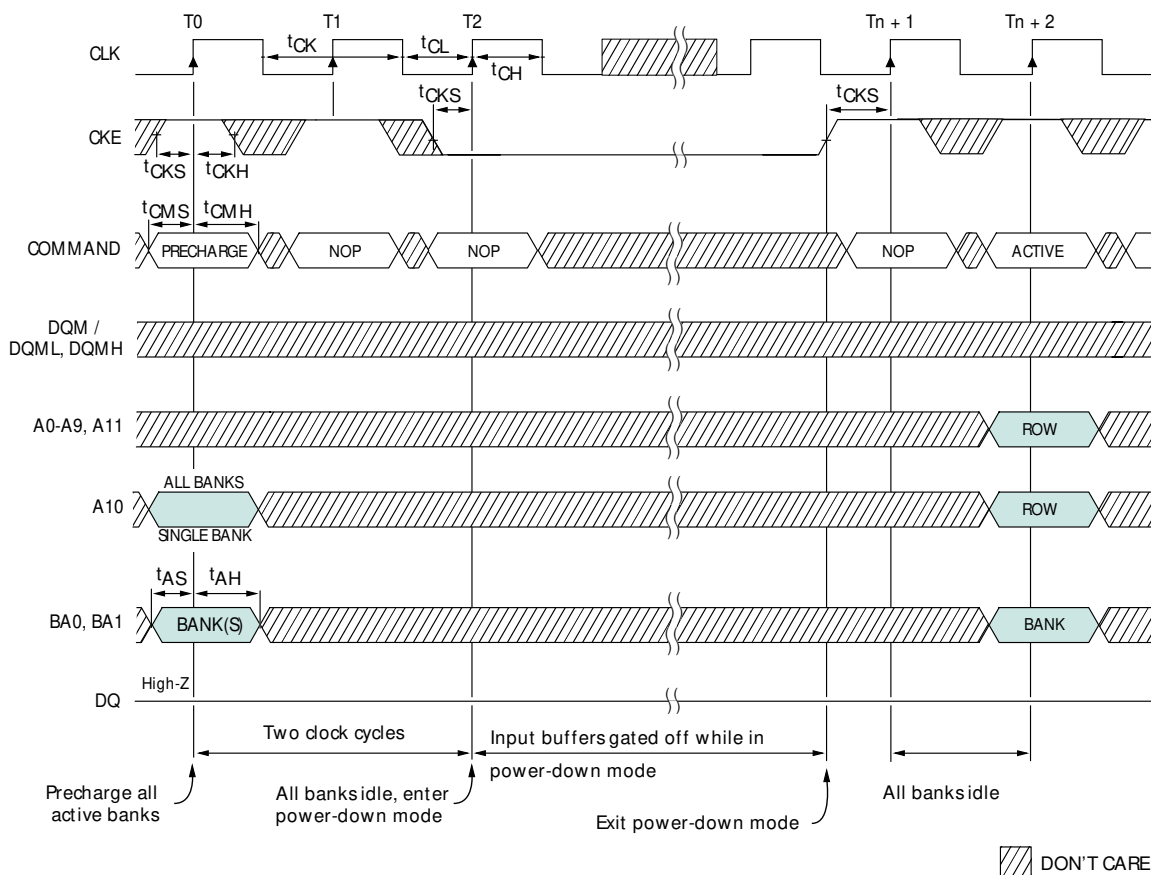 T0 T1 T2 Tn + 1 Tn + 2
CLK
tCK tCL
tCH
tCKS tCKS
CKE
tCKS tCKH
tCMS tCMH
COMMAND PRECHARGE NOP NOP NOP ACTIVE
DQM /
DQML, DQMH
A0-A9, A11 ROW
ALL BANKS
A10 ROW
SINGLE BANK
tAS tAH
BA0, BA1 BANK(S) BANK
High-Z
DQ
Two clock cycles
Input buffers gated off while in
power-down mode
Precharge all
active banks
All banks idle, enter
power-down mode
Exit power-down mode
All banks idle
DON'T CARE